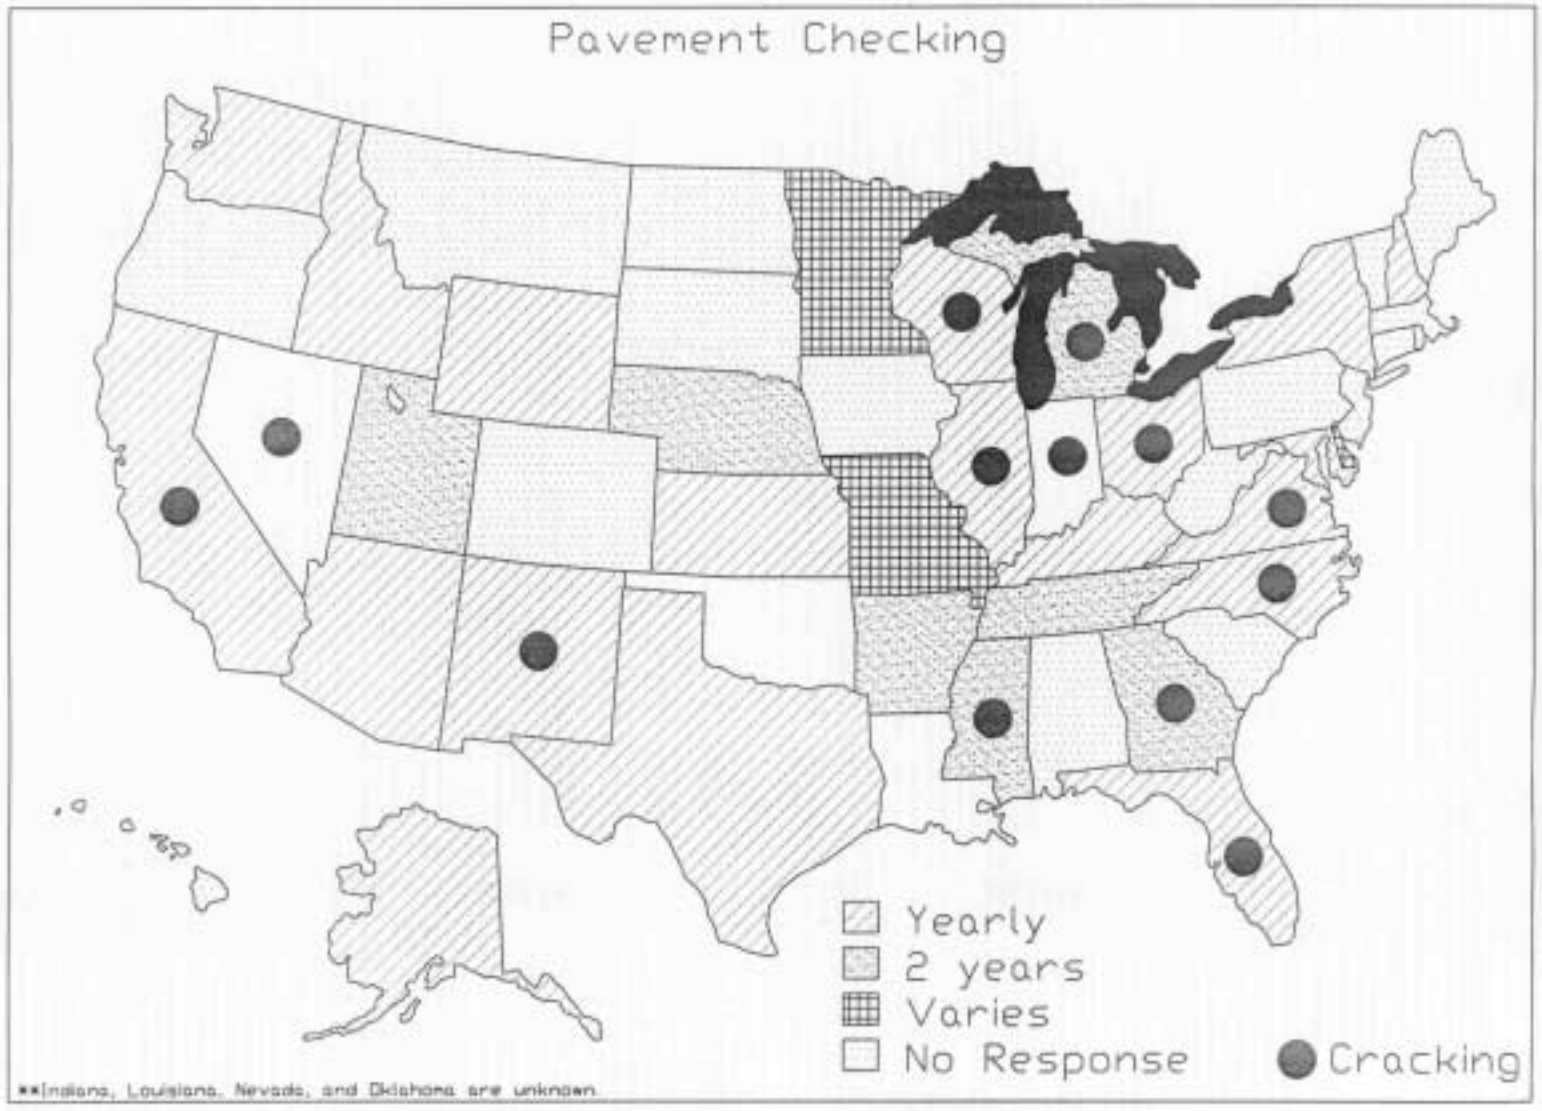 Pavement Checking
Yearly
2 years
Varies
No Response
Cracking
**Indiana, Louisiana, Nevada, and Oklahoma are unknown.